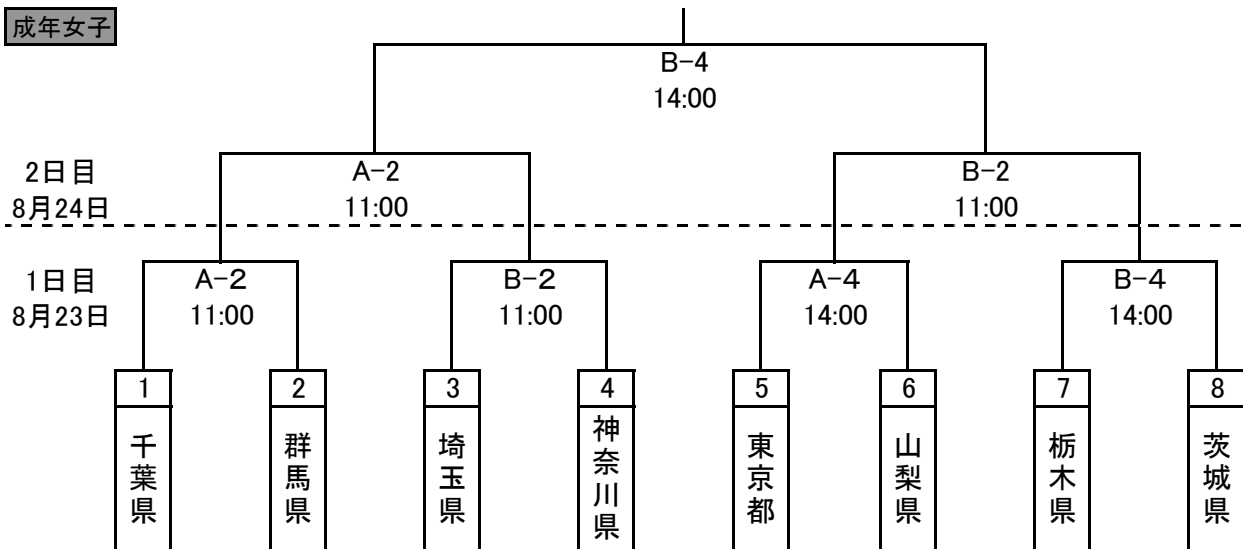 成年女子
B-4
14:00
2日目
8月24日
A-2
11:00
B-2
11:00
1日目
8月23日
A-2
11:00
B-2
11:00
A-4
14:00
B-4
14:00
1
2
3
4
5
6
7
8
千葉県
群馬県
埼玉県
神奈川県
東京都
山梨県
栃木県
茨城県